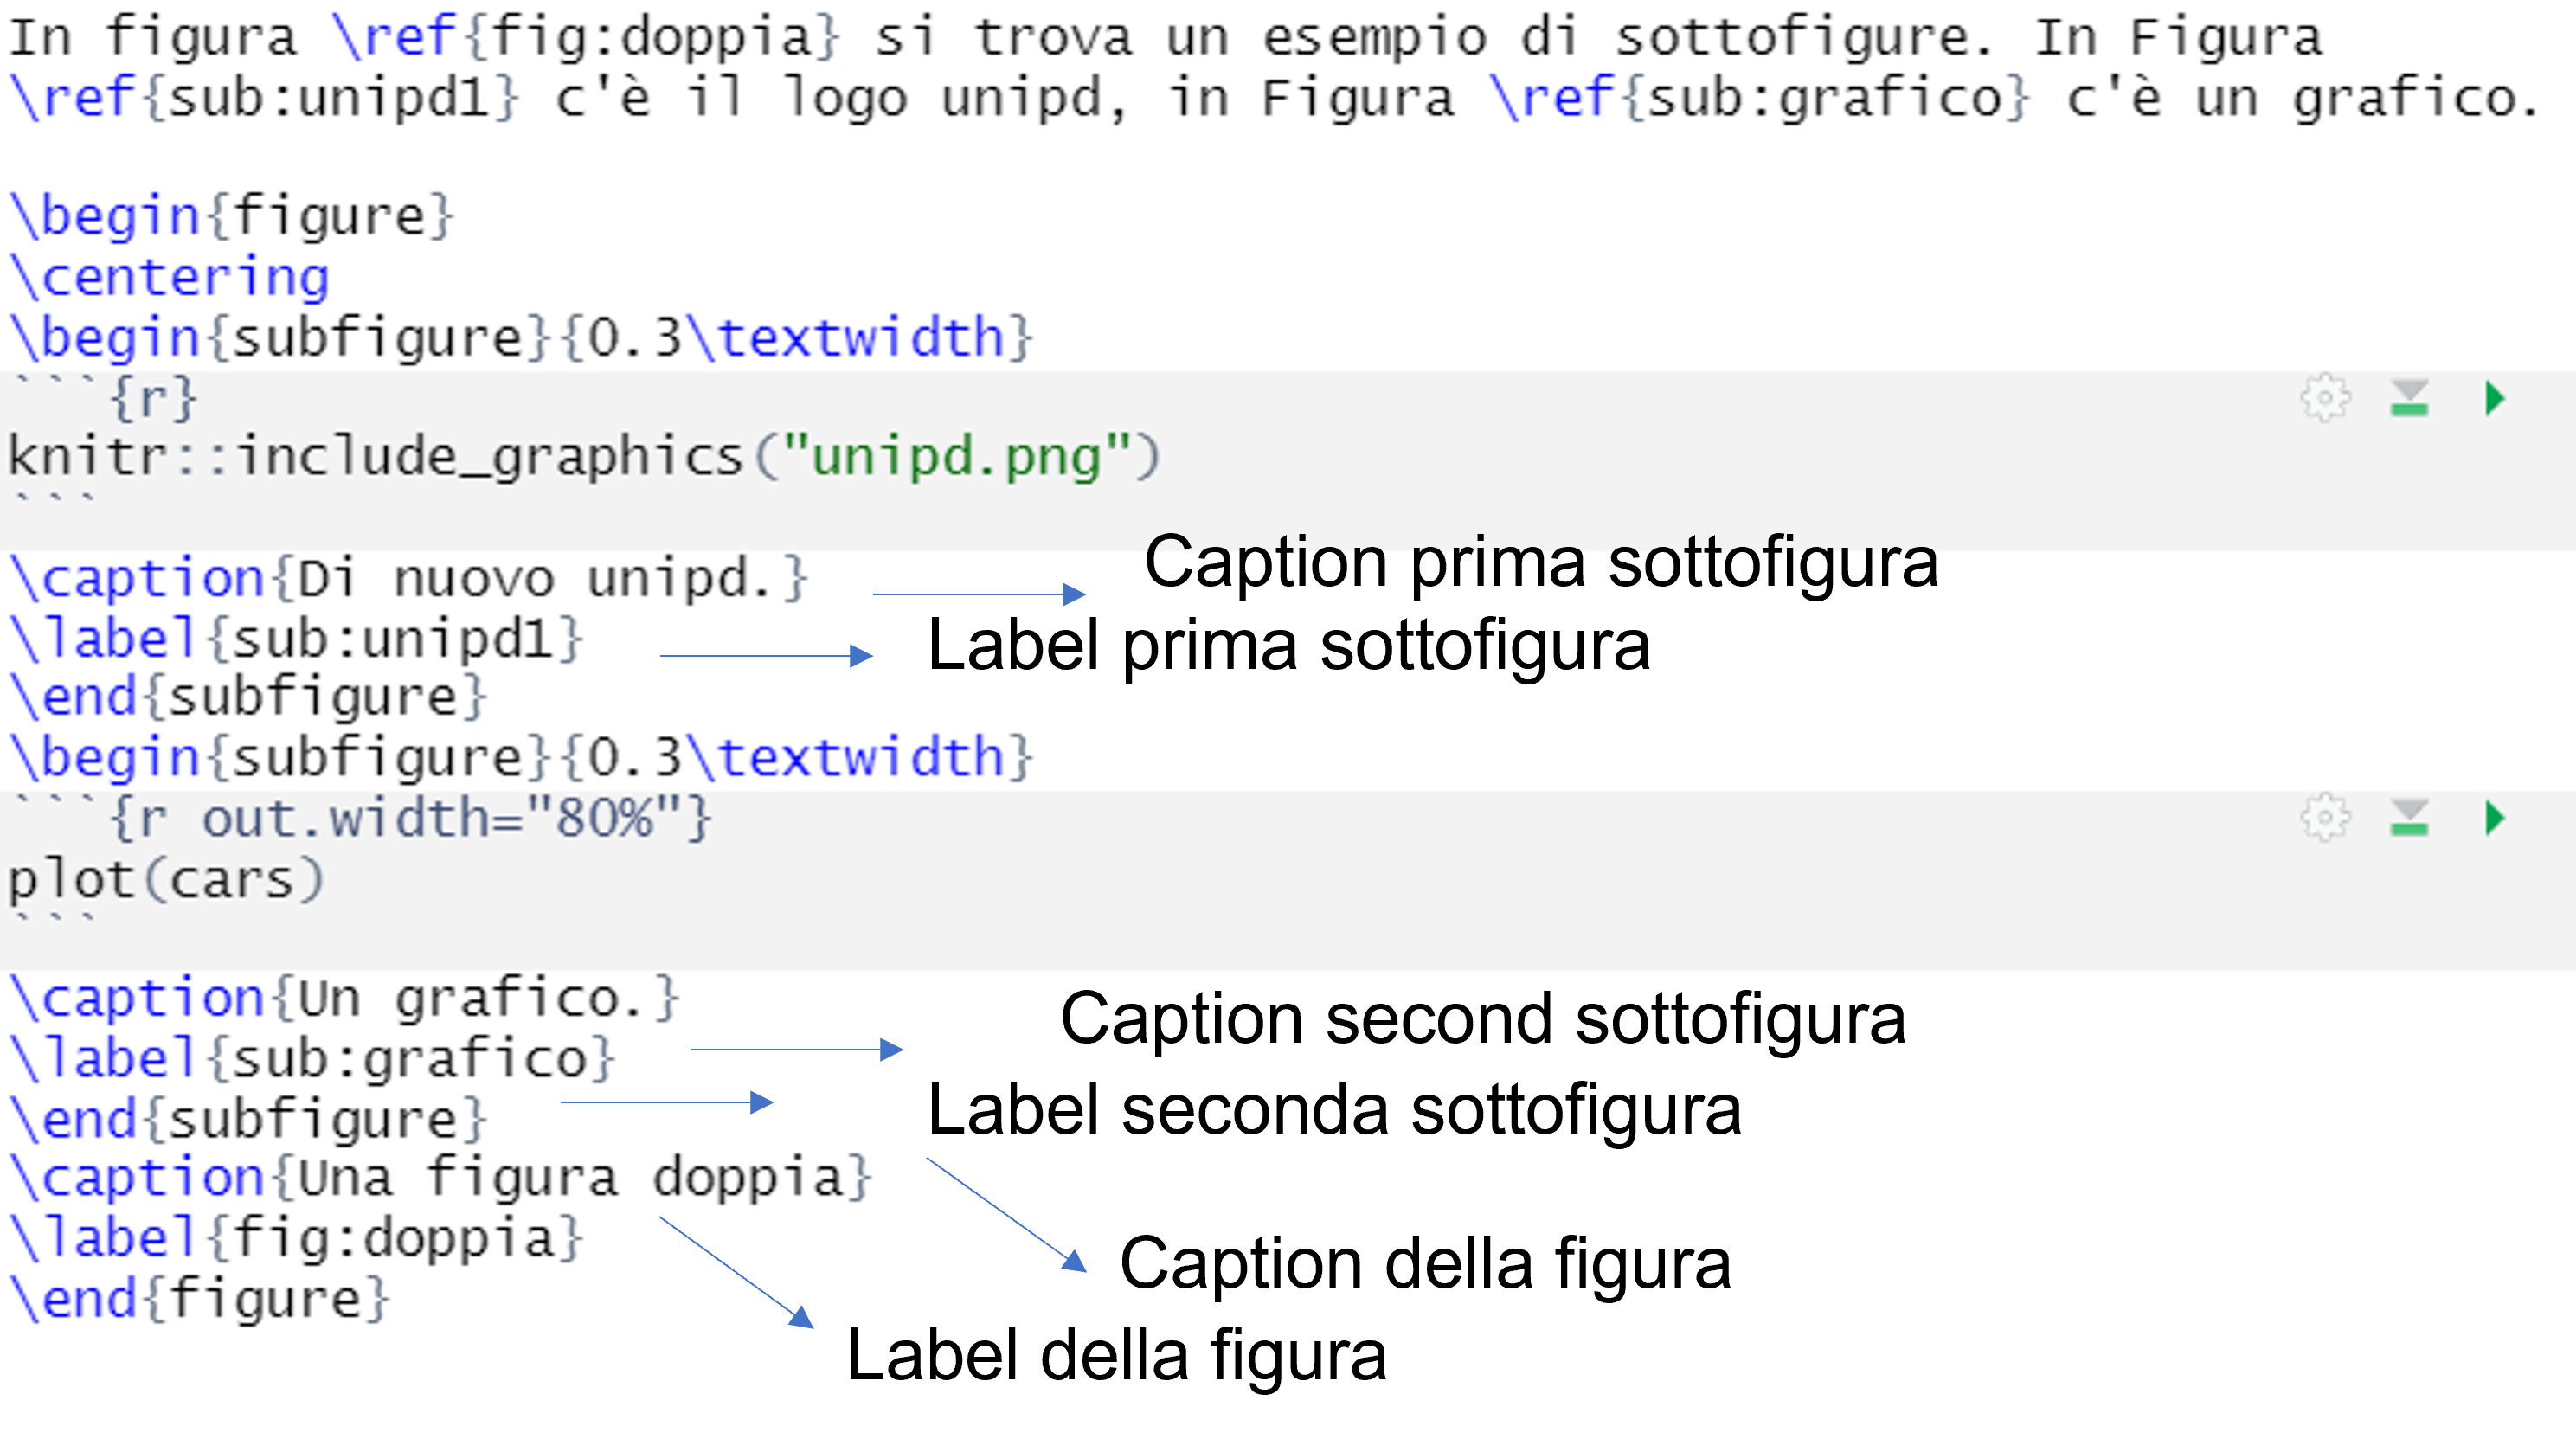 In figura \ref{fig:doppia} si trova un esempio di sottofigure. In Figura
\ref{sub:unipd1} c'è il logo unipd, in Figura \ref{sub:grafico} c'è un grafico.
\begin{figure}
\centering
\begin{subfigure}{0.3\textwidth}
```{r}
knitr::include_graphics("unipd.png")
```
\caption{Di nuovo unipd.}
Caption prima sottofigura
\label{sub:unipd1}
Label prima sottofigura
\end{subfigure}
\begin{subfigure}{0.3\textwidth}
```{r out.width="80%"}
plot(cars)
```
\caption{Un grafico.}
Caption second sottofigura
\label{sub:grafico}
Label seconda sottofigura
\end{subfigure}
\caption{Una figura doppia}
Caption della figura
\label{fig:doppia}
\end{figure}
Label della figura